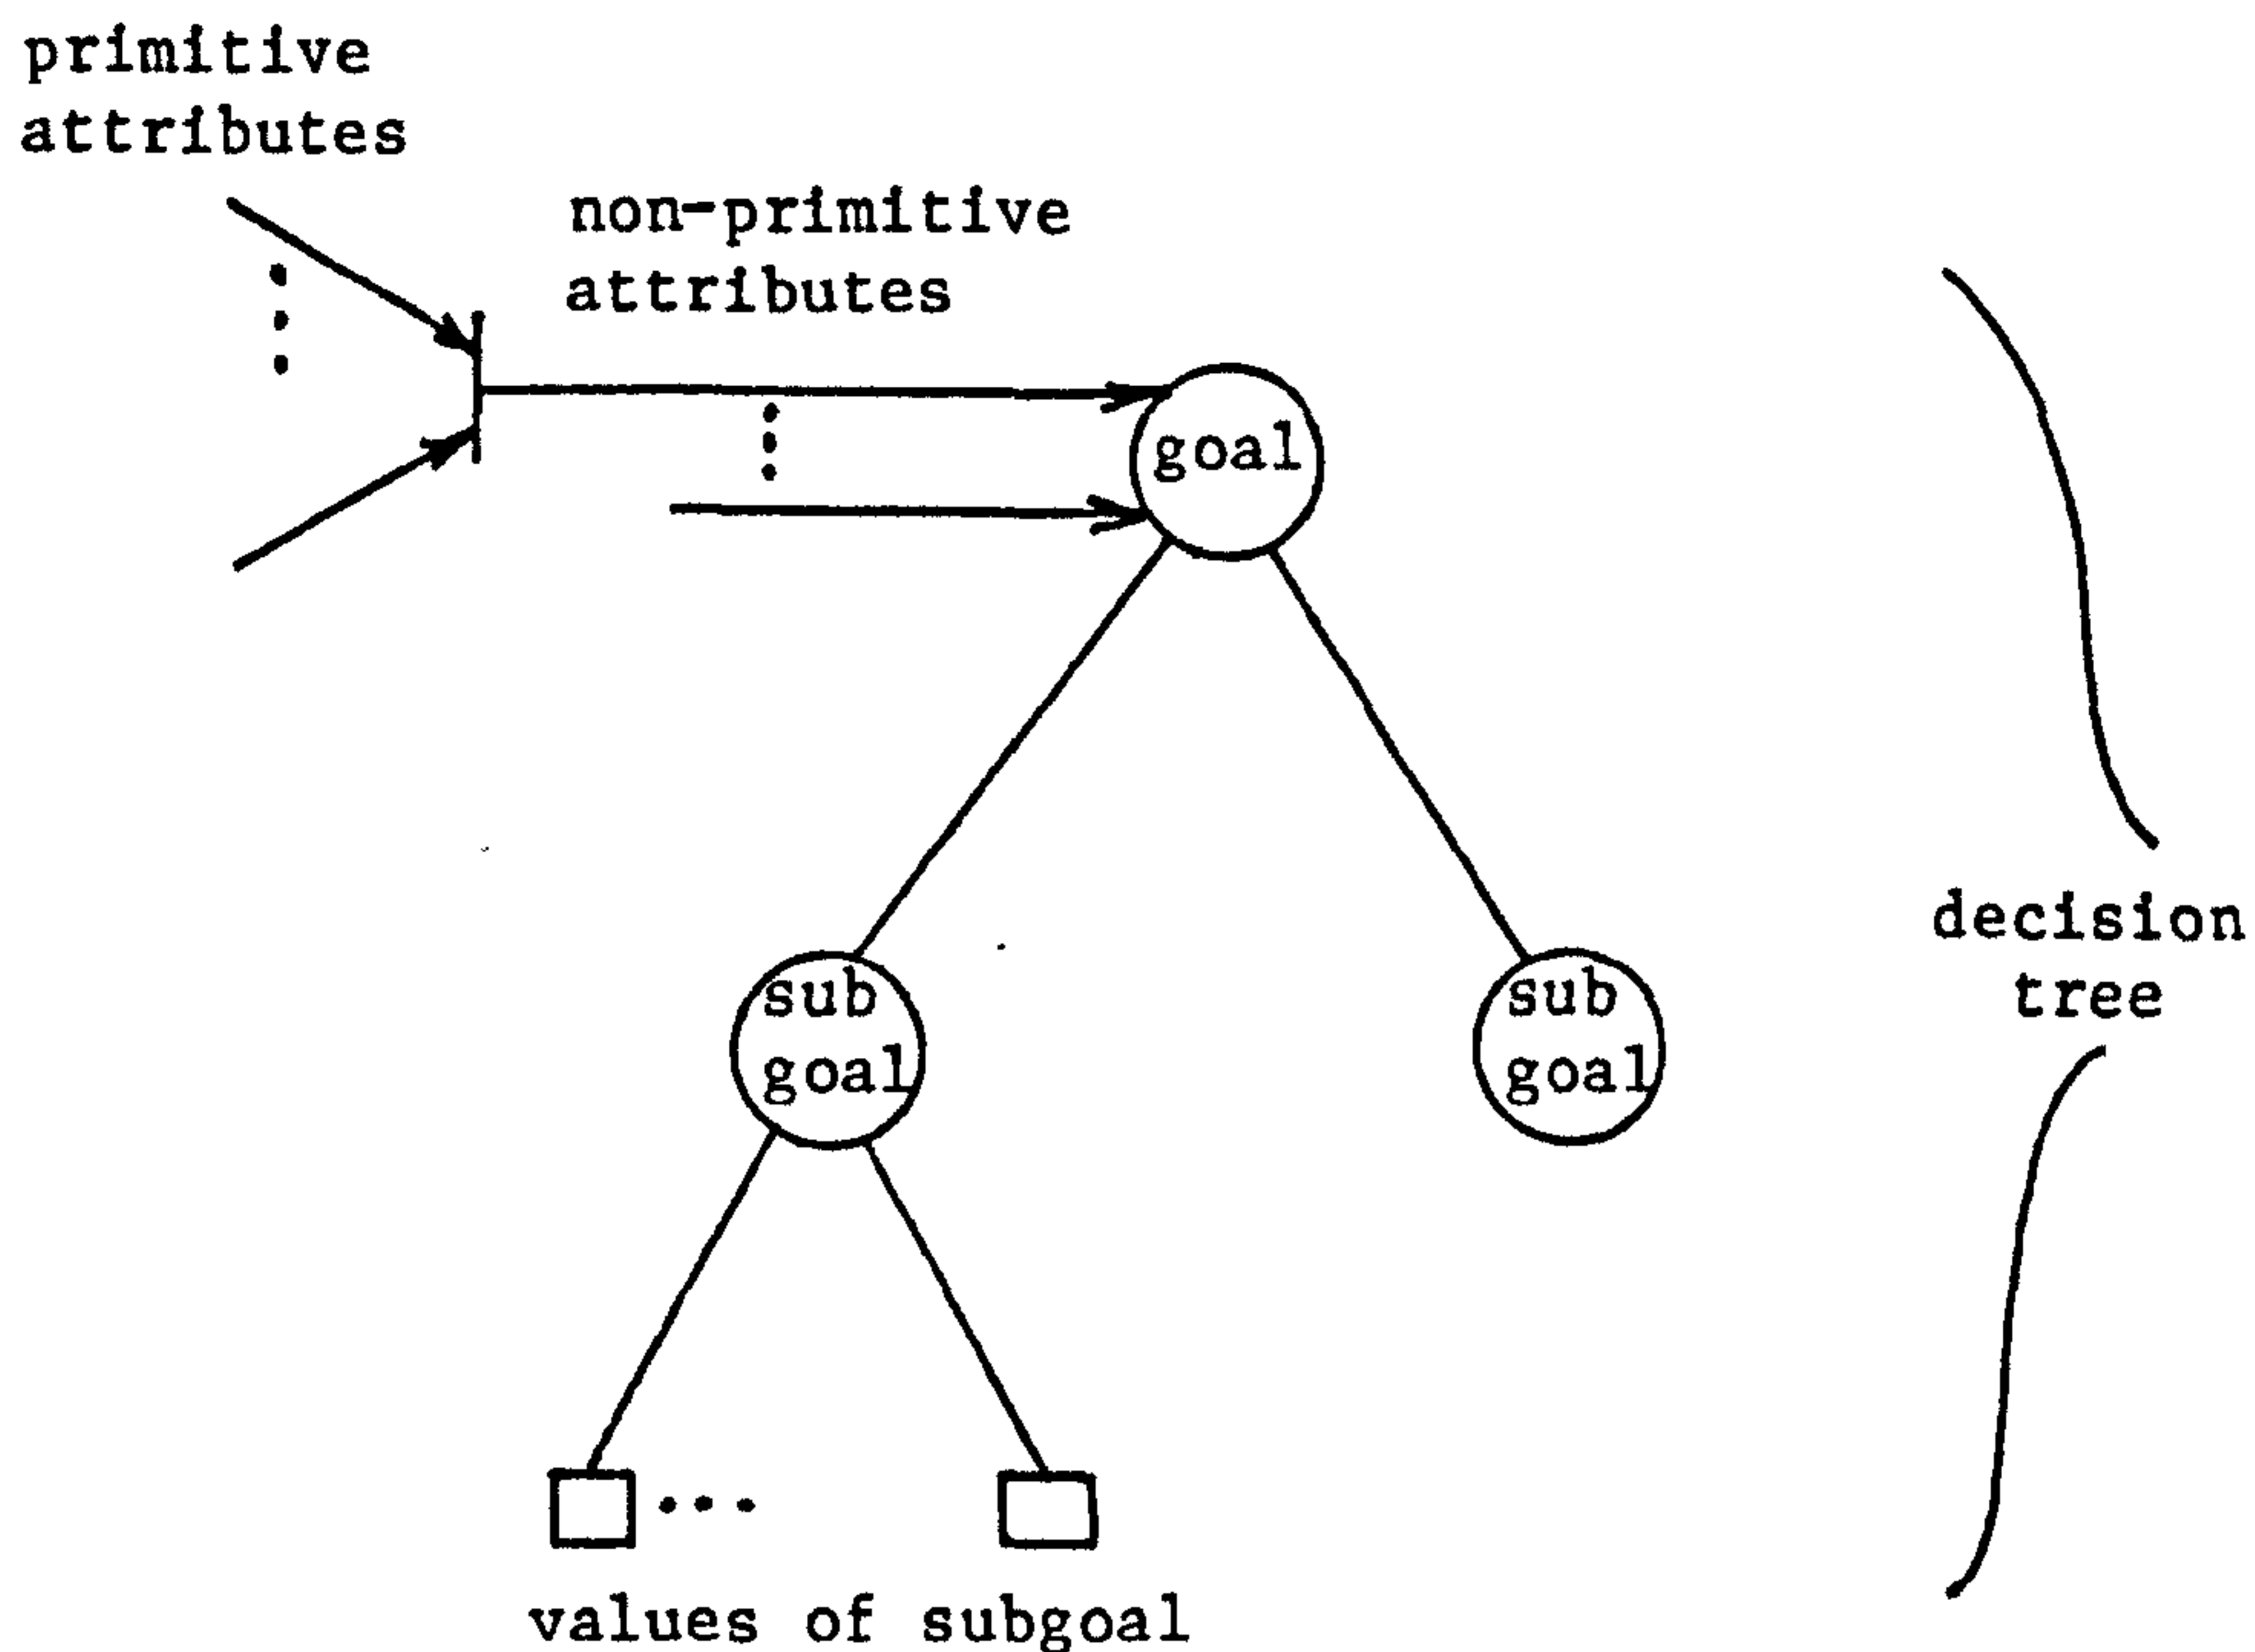 primitive
attributes
non-primitive
attributes
goal
decision
tree
sub
goal
sub
goal
values of subgoal